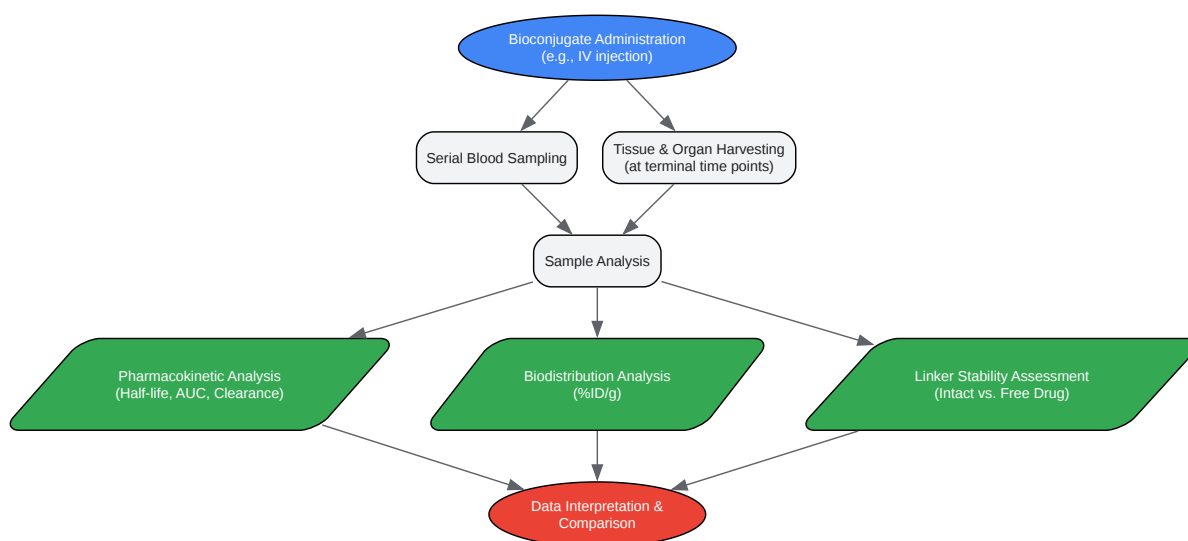 Bioconjugate Administration
(e.g., IV injection)
Serial Blood Sampling
Tissue & Organ Harvesting
(at terminal time points)
Sample Analysis
Pharmacokinetic Analysis
(Half-life, AUC, Clearance)
Biodistribution Analysis
(%ID/g)
Linker Stability Assessment
(Intact vs. Free Drug)
Data Interpretation &
Comparison